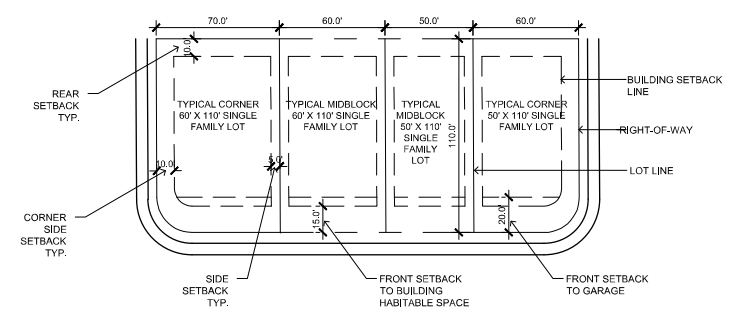 70.0'
60.0'
50.0'
60.0'
10.0'
REAR
SETBACK
TYP.
TYPICAL CORNER
60' X 110' SINGLE
FAMILY LOT
TYPICAL MIDBLOCK
60' X 110' SINGLE
FAMILY LOT
TYPICAL
MIDBLOCK
50' X 110'
SINGLE
FAMILY
LOT
TYPICAL CORNER
50' X 110' SINGLE
FAMILY LOT
BUILDING SETBACK
LINE
RIGHT-OF-WAY
110.0'
LOT LINE
10.0'
5.0'
CORNER
SIDE
SETBACK
TYP.
15.0'
20.0'
SIDE
SETBACK
TYP.
FRONT SETBACK
TO BUILDING
HABITABLE SPACE
FRONT SETBACK
TO GARAGE